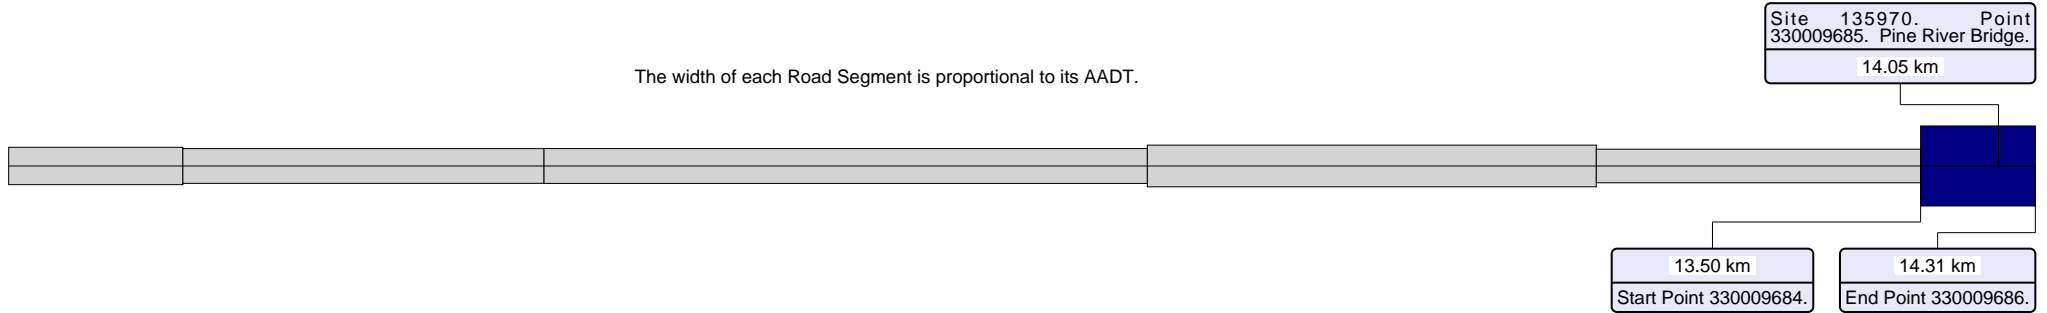 Site 135970. Point
330009685. Pine River Bridge.
14.05 km
The width of each Road Segment is proportional to its AADT.
13.50 km
Start Point 330009684.
14.31 km
End Point 330009686.